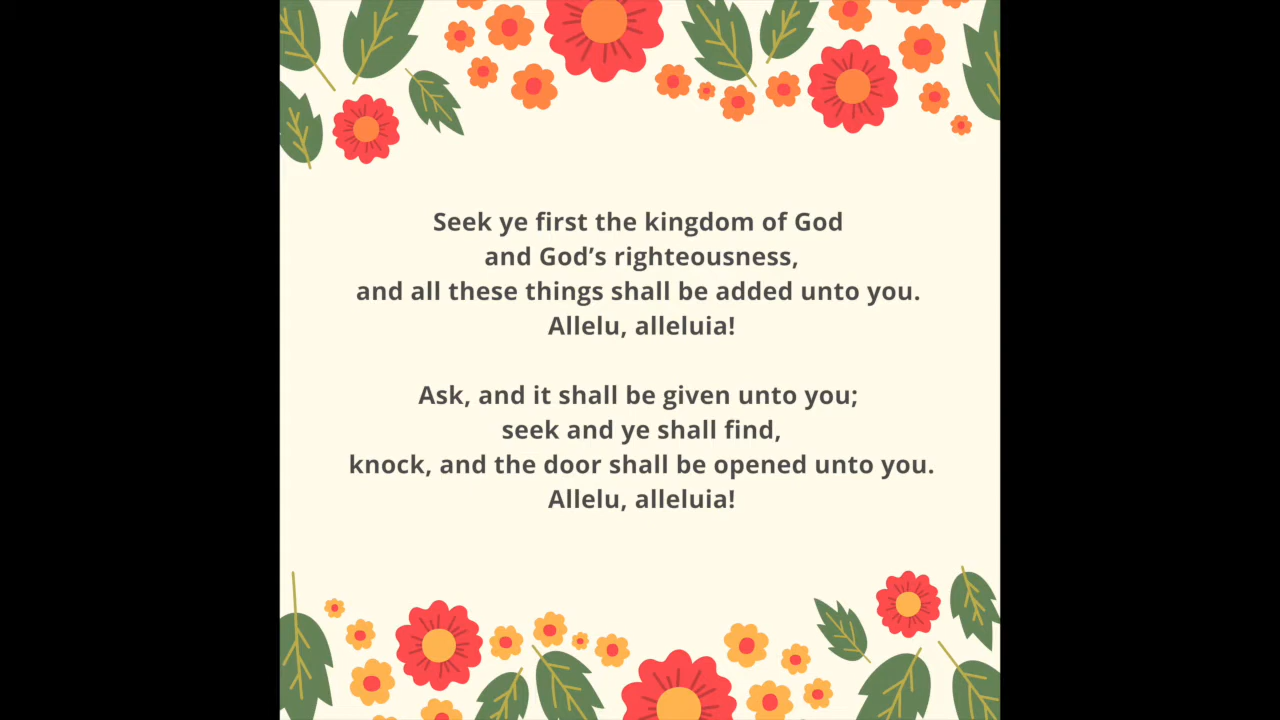 Seek ye first the kingdom of God
and God’s righteousness,
and all these things shall be added unto you.
Allelu, alleluia!
Ask, and it shall be given unto you;
seek and ye shall find,
knock, and the door shall be opened unto you.
Allelu, alleluia!